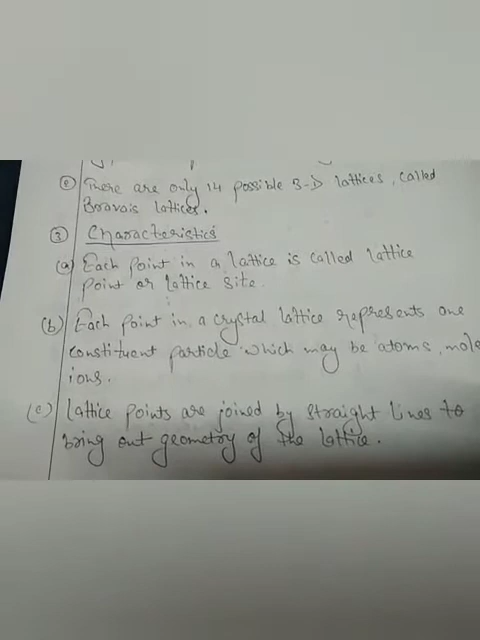 ② There are only 14 possible 3-D lattices, called
Bravais lattices.
③ Characteristics
(a) Each point in a lattice is called lattice
point or lattice site.
(b) Each point in a crystal lattice represents one
constituent particle which may be atoms, mole
ions.
(c) Lattice points are joined by straight lines to
bring out geometry of the lattice.